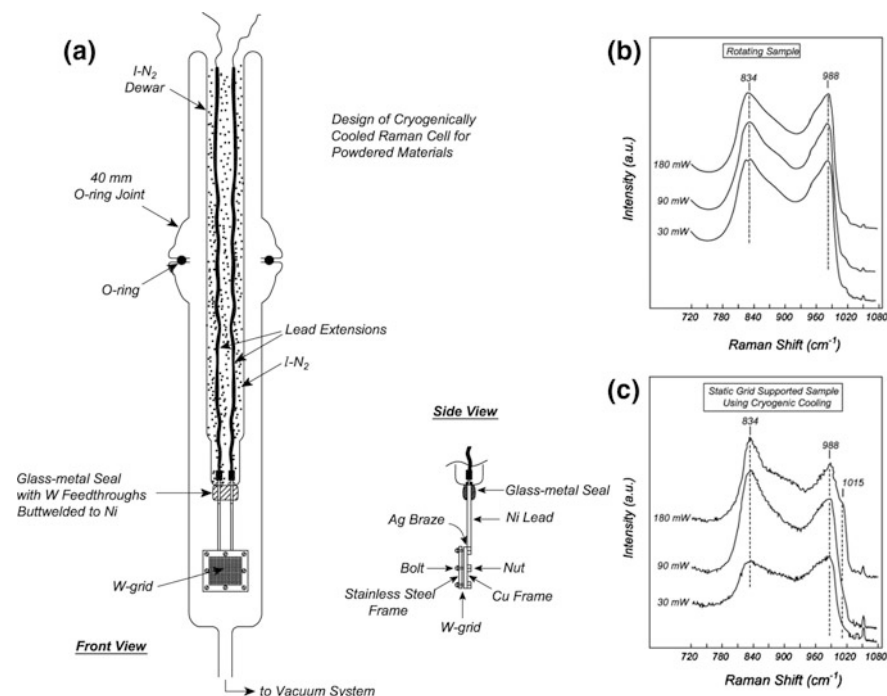 (a)
l-N2
Dewar
Design of Cryogenically
Cooled Raman Cell for
Powdered Materials
40 mm
O-ring Joint
O-ring
Lead Extensions
l-N2
Side View
Glass-metal Seal
with W Feedthroughs
Buttwelded to Ni
Glass-metal Seal
Ag Braze
Ni Lead
W-grid
Bolt
Nut
Stainless Steel
Frame
Cu Frame
W-grid
Front View
to Vacuum System
(b)
Rotating Sample
834
988
180 mW
90 mW
30 mW
Intensity (a.u.)
720 780 840 900 960 1020 1080
Raman Shift (cm-1)
(c)
Static Grid Supported Sample
Using Cryogenic Cooling
834
988
1015
180 mW
90 mW
30 mW
Intensity (a.u.)
720 780 840 900 960 1020 1080
Raman Shift (cm-1)